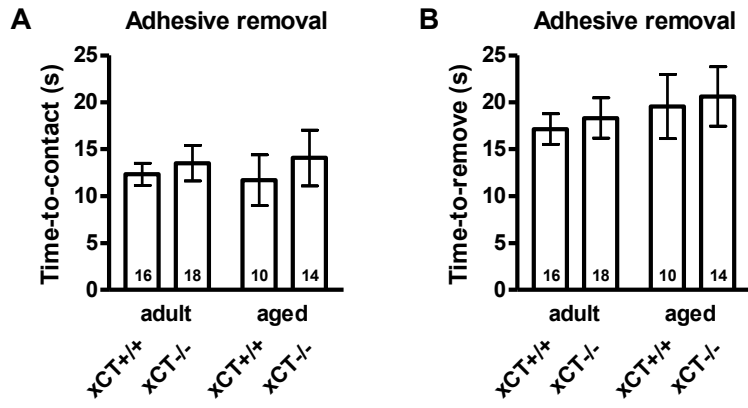 A
Adhesive removal
Time-to-contact (s)
25
20
15
10
5
0
16
18
10
14
adult
aged
xCT+/+
xCT-/-
xCT+/+
xCT-/-
B
Adhesive removal
Time-to-remove (s)
25
20
15
10
5
0
16
18
10
14
adult
aged
xCT+/+
xCT-/-
xCT+/+
xCT-/-